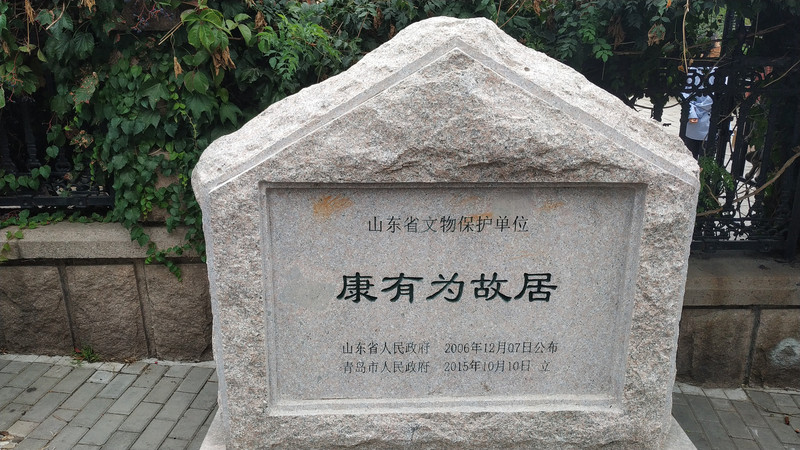 山东省文物保护单位
康有为故居
山东省人民政府 2006年12月07日公布
青岛市人民政府 2015年10月10日 立